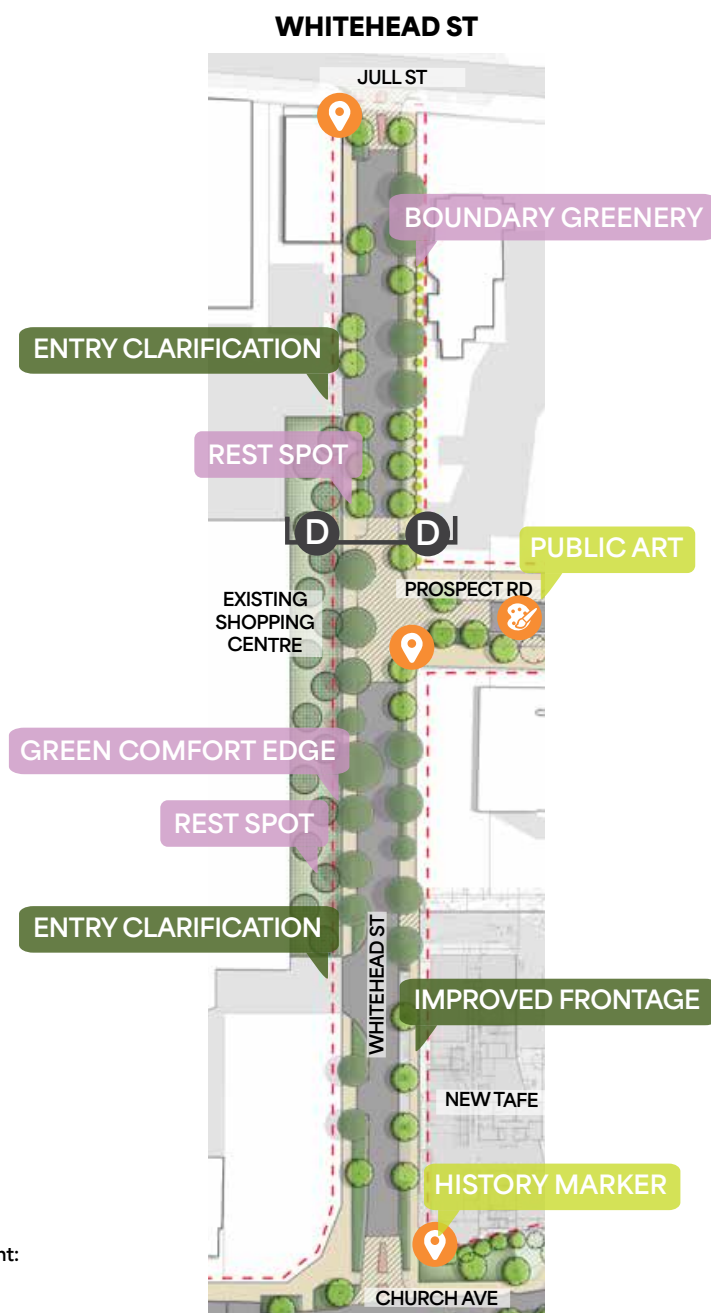 WHITEHEAD ST
JULL ST
BOUNDARY GREENERY
ENTRY CLARIFICATION
REST SPOT
D
D
PUBLIC ART
PROSPECT RD
EXISTING
SHOPPING
CENTRE
GREEN COMFORT EDGE
REST SPOT
ENTRY CLARIFICATION
WHITEHEAD ST
IMPROVED FRONTAGE
NEW TAFE
HISTORY MARKER
nt:
CHURCH AVE